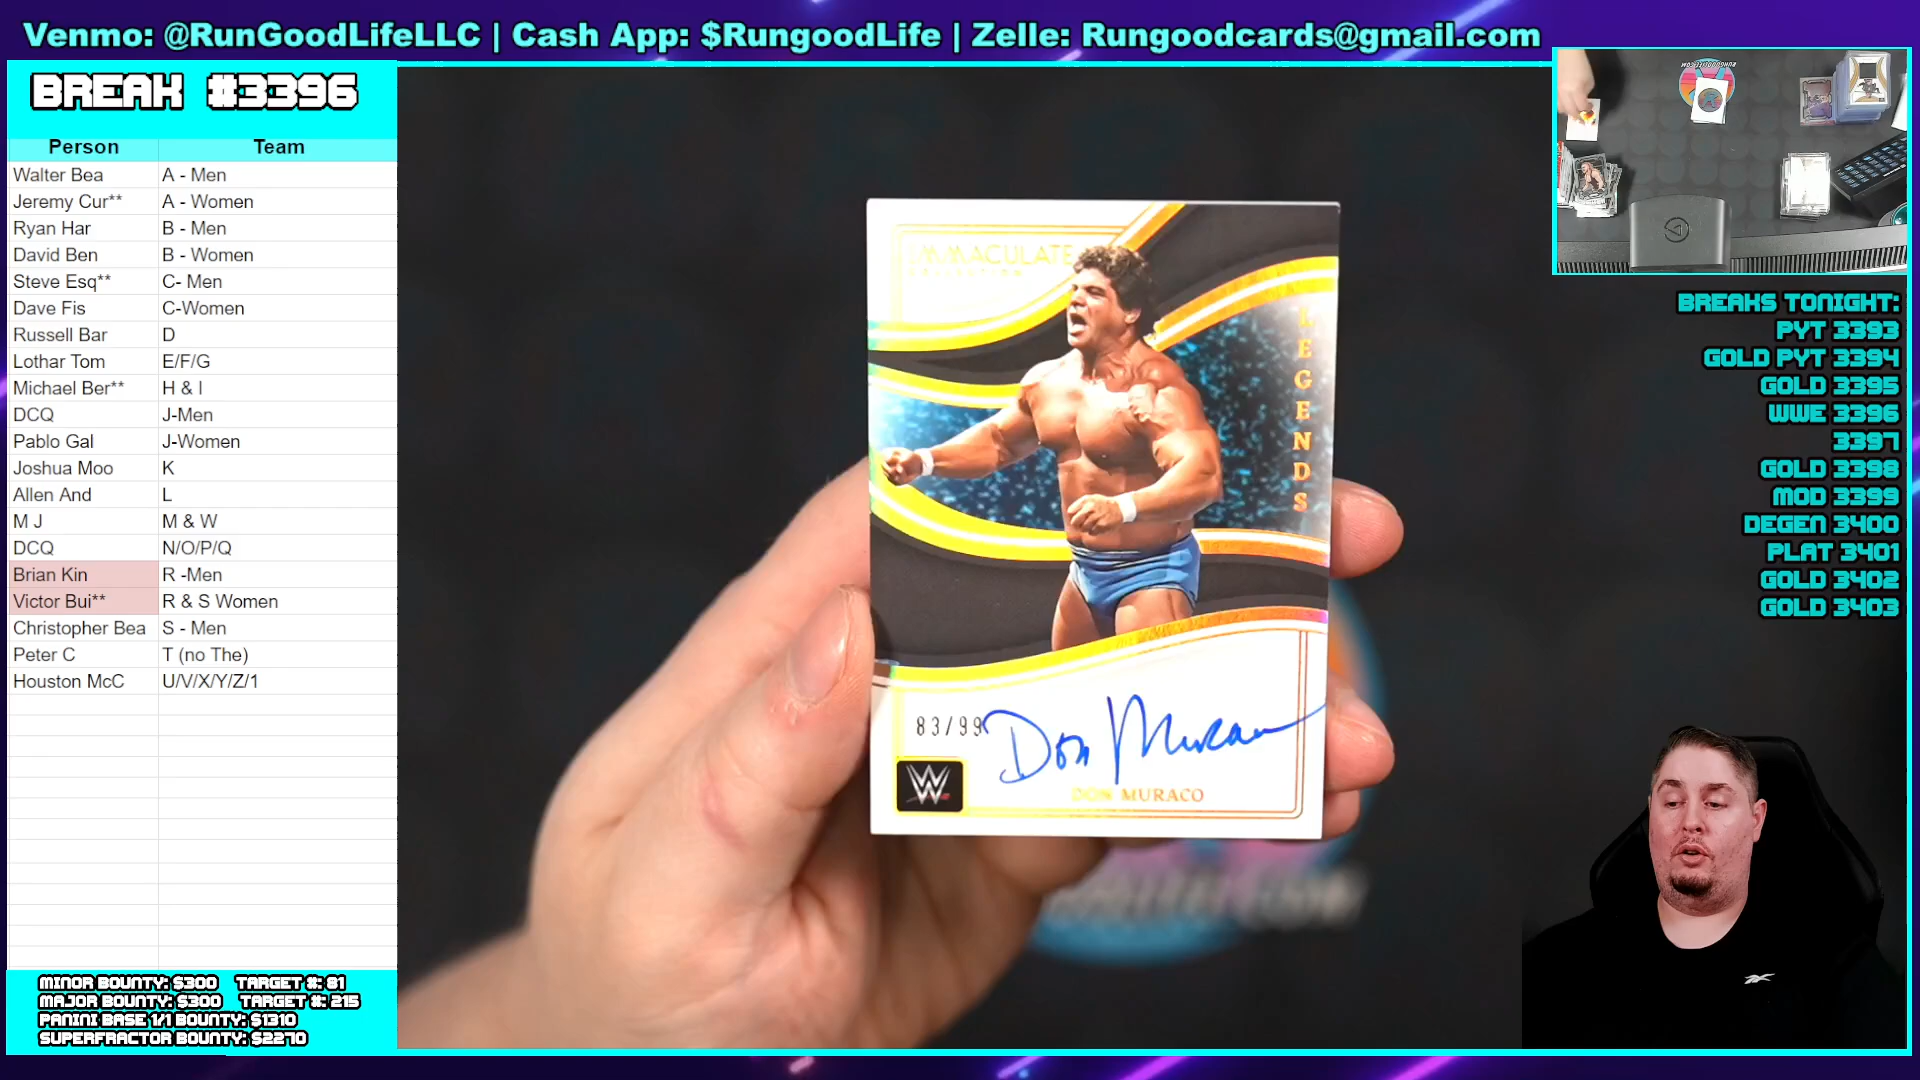 Venmo: @RunGoodLifeLLC | Cash App: $RungoodLife | Zelle: Rungoodcards@gmail.com
BREAK #3396
Person Team
Walter Bea A - Men
Jeremy Cur** A - Women
Ryan Har B - Men
David Ben B - Women
Steve Esq** C- Men
Dave Fis C-Women
Russell Bar D
Lothar Tom E/F/G
Michael Ber** H & I
DCQ J-Men
Pablo Gal J-Women
Joshua Moo K
Allen And L
M J M & W
DCQ N/O/P/Q
Brian Kin R -Men
Victor Bui** R & S Women
Christopher Bea S - Men
Peter C T (no The)
Houston McC U/V/X/Y/Z/1
MINOR BOUNTY: $300 TARGET #: 81
MAJOR BOUNTY: $300 TARGET #: 215
PANINI BASE 1/1 BOUNTY: $1310
SUPERFRACTOR BOUNTY: $2270
IMMACULATE
COLLECTION
LEGENDS
83/99
Don Muraco
W
DON MURACO
BREAKS TONIGHT:
PYT 3393
GOLD PYT 3394
GOLD 3395
WWE 3396
3397
GOLD 3398
MOD 3399
DEGEN 3400
PLAT 3401
GOLD 3402
GOLD 3403